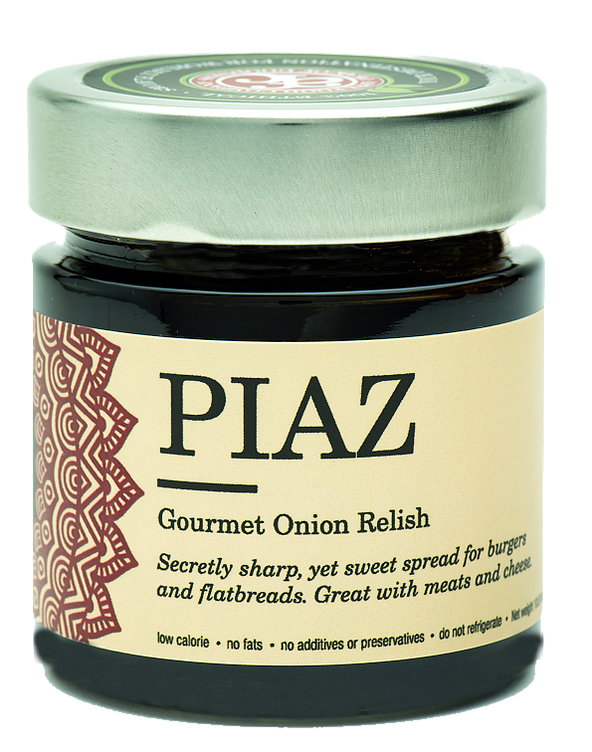 PIAZ
Gourmet Onion Relish
Secretly sharp, yet sweet spread for burgers
and flatbreads. Great with meats and cheese.
low calorie • no fats • no additives or preservatives • do not refrigerate • Net weight